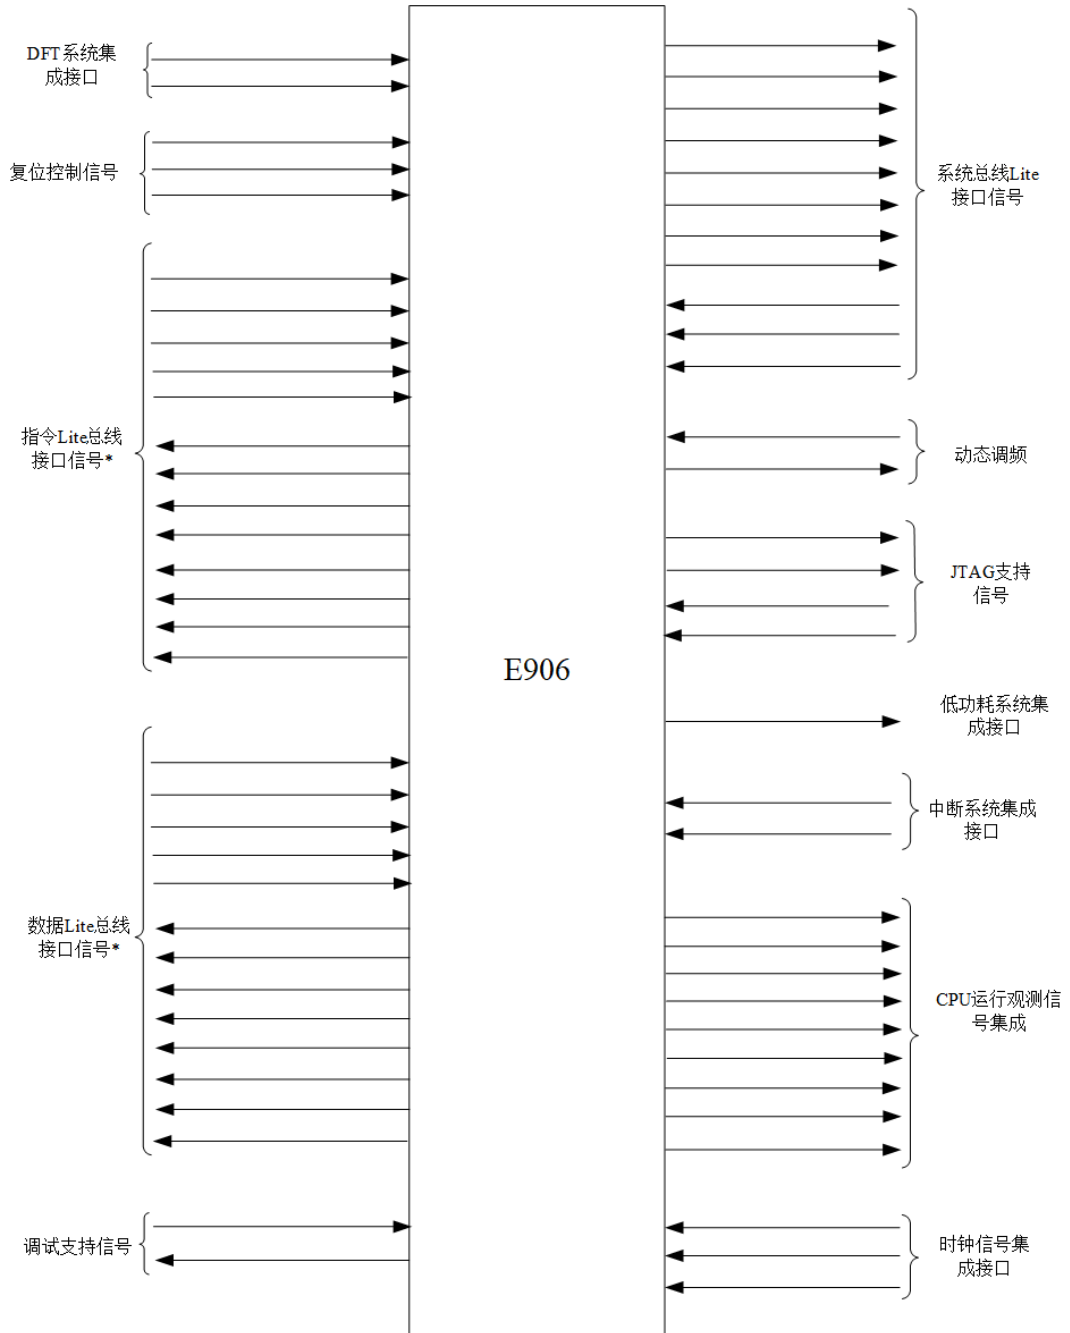 DFT系统集
成接口
复位控制信号
指令Lite总线
接口信号*
数据Lite总线
接口信号*
调试支持信号
E906
系统总线Lite
接口信号
动态调频
JTAG支持
信号
低功耗系统集
成接口
中断系统集成
接口
CPU运行观测信
号集成
时钟信号集
成接口